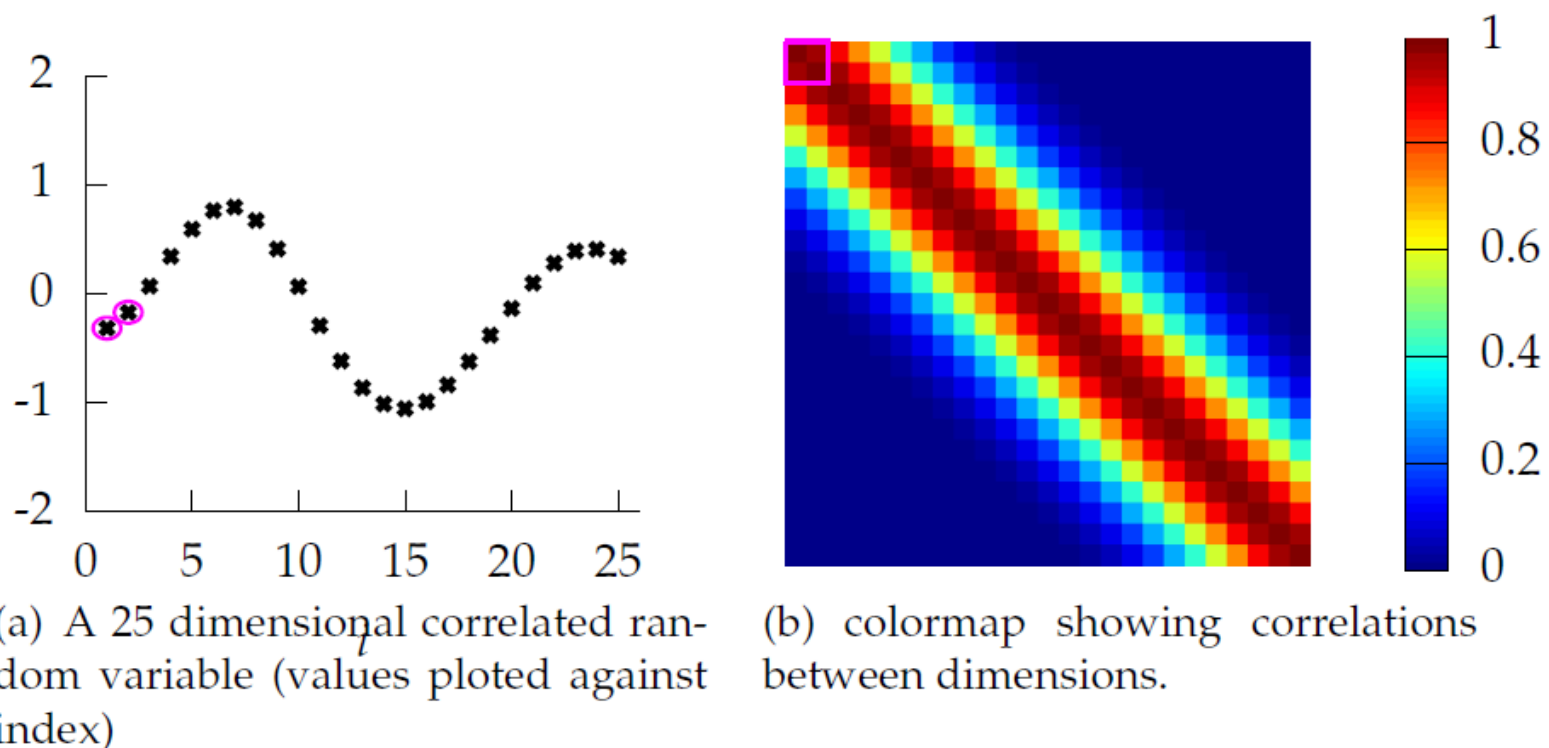 2
1
0
-1
-2
0 5 10 15 20 25
i
1
0.8
0.6
0.4
0.2
0
(a) A 25 dimensional correlated ran-
dom variable (values ploted against
index)
(b) colormap showing correlations
between dimensions.